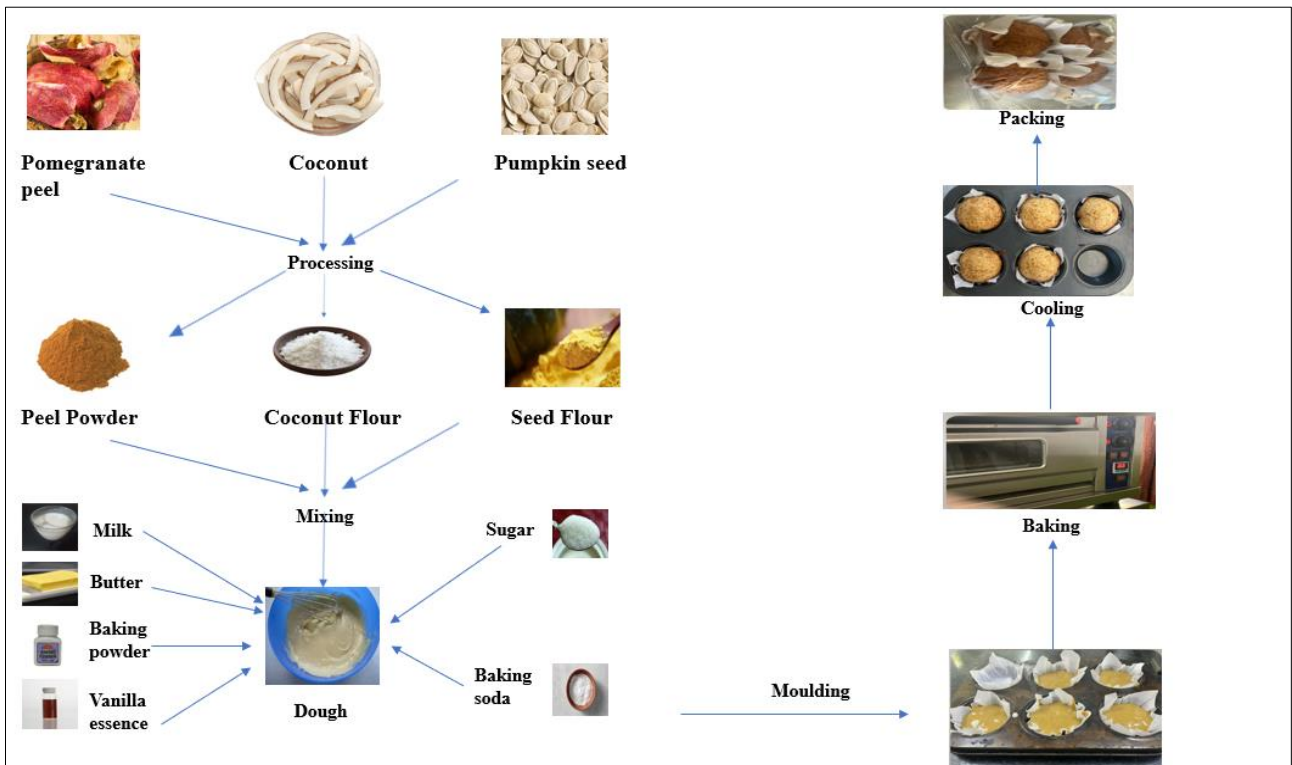 Pomegranate
peel
Coconut
Pumpkin seed
Processing
Peel Powder
Coconut Flour
Seed Flour
Mixing
Milk
Butter
Baking
powder
Vanilla
essence
Sugar
Baking
soda
Dough
Moulding
Baking
Cooling
Packing